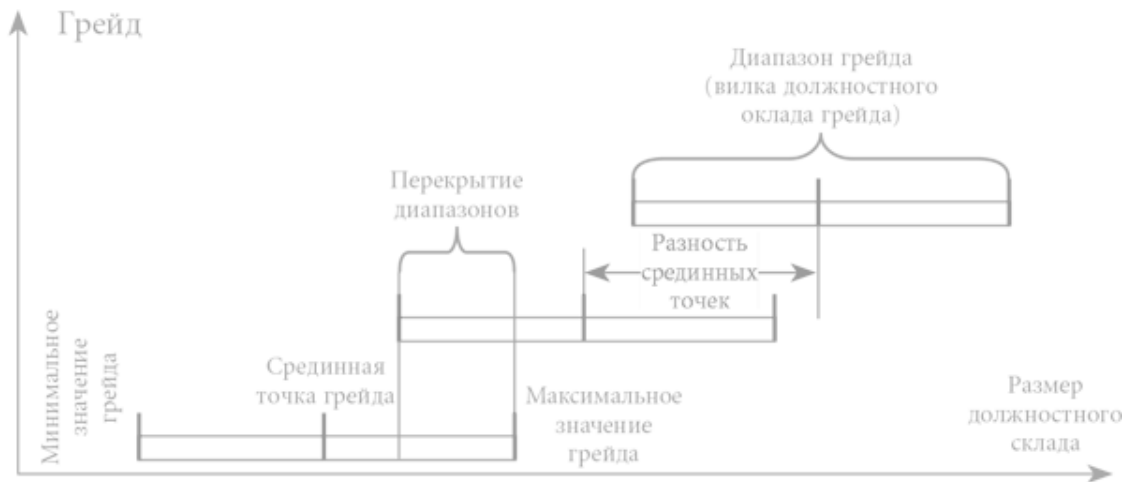 Грейд
Диапазон грейда
(вилка должностного
оклада грейда)
Перекрытие
диапазонов
Разность
срединных
точек
Минимальное
значение
грейда
Срединная
точка грейда
Максимальное
значение
грейда
Размер
должностного
склада